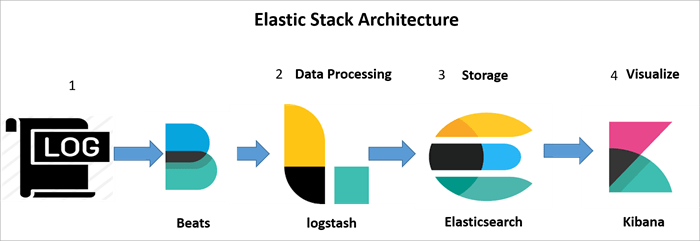 Elastic Stack Architecture
1
2 Data Processing
3 Storage
4 Visualize
LOG
Beats
logstash
Elasticsearch
Kibana